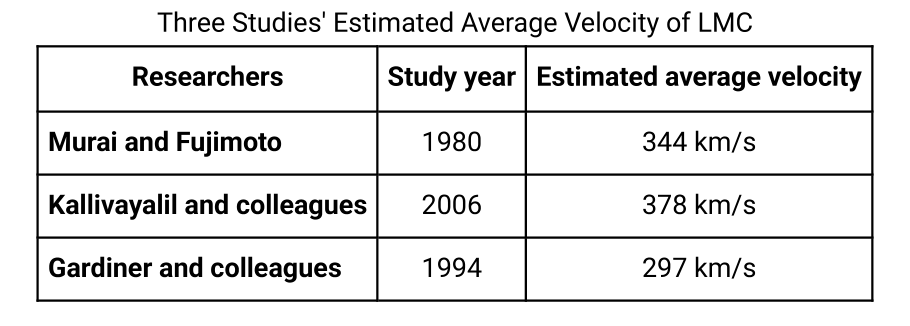 Three Studies' Estimated Average Velocity of LMC
Researchers Study year Estimated average velocity
Murai and Fujimoto 1980 344 km/s
Kallivayalil and colleagues 2006 378 km/s
Gardiner and colleagues 1994 297 km/s